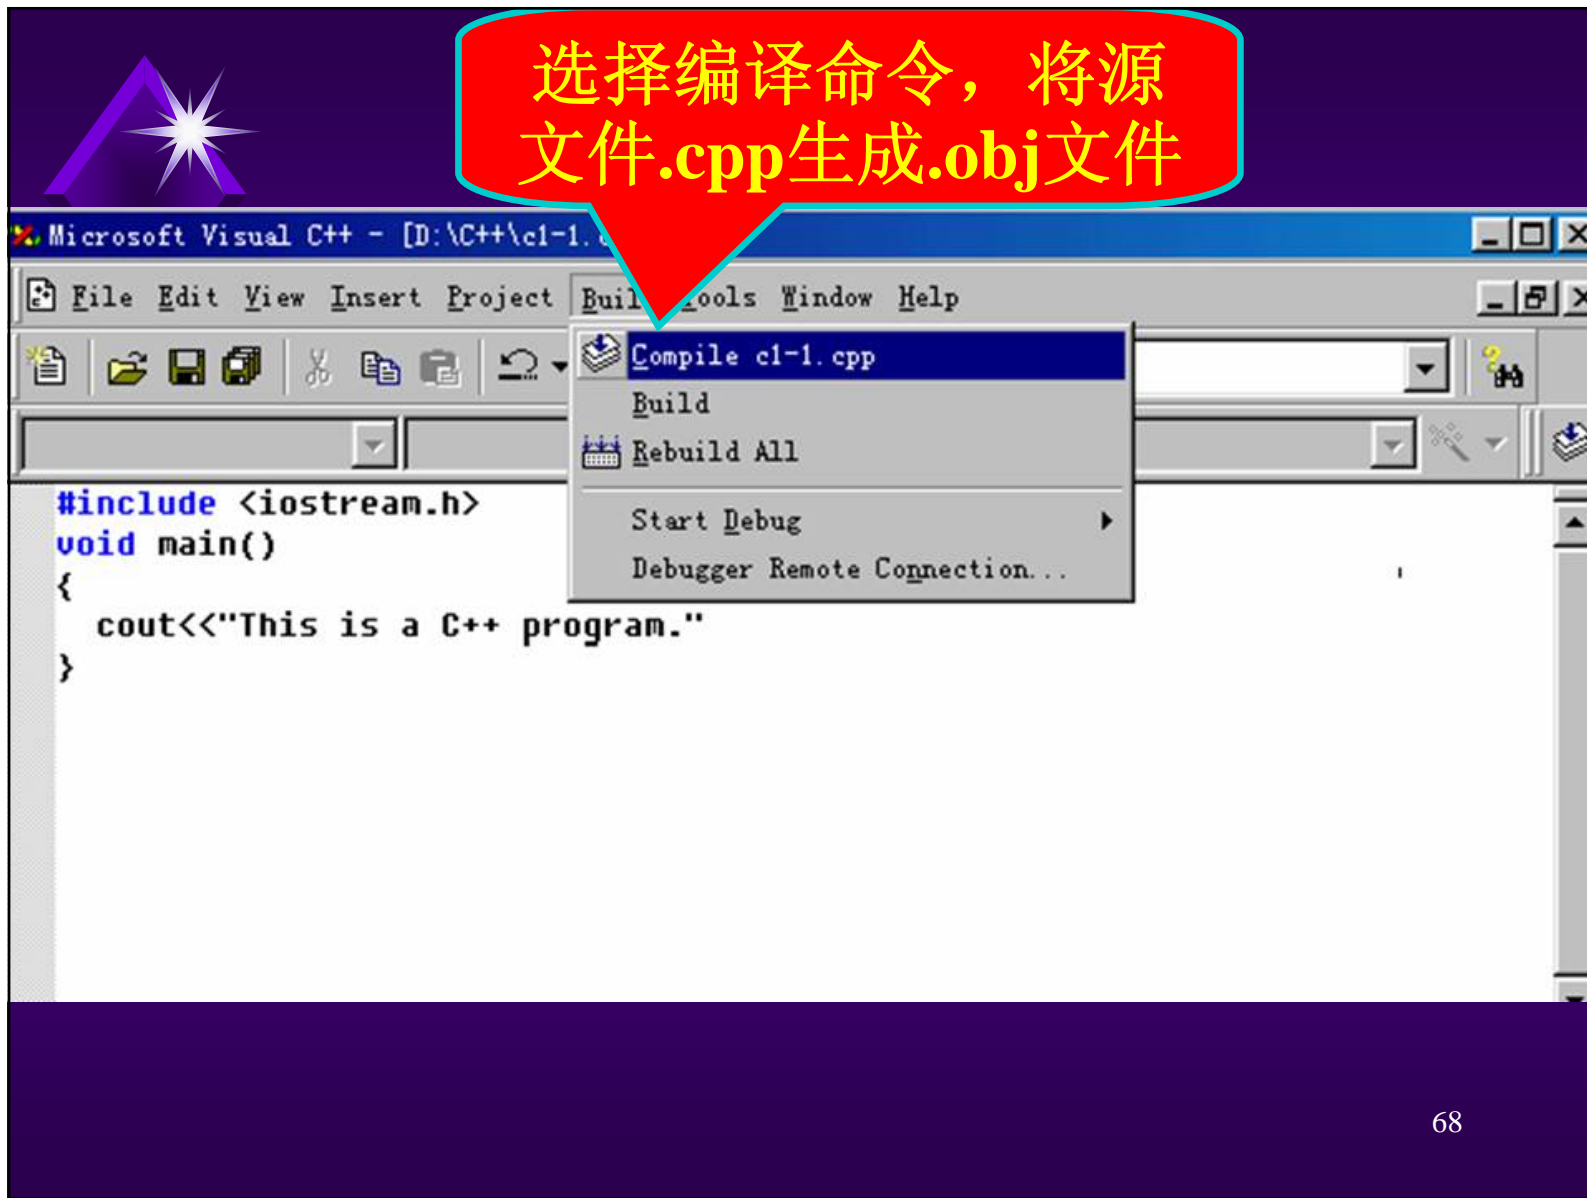 选择编译命令，将源
文件.cpp生成.obj文件
Microsoft Visual C++ - [D:\C++\c1-1.
File Edit View Insert Project Buil ools Window Help
Compile c1-1.cpp
Build
Rebuild All
Start Debug
Debugger Remote Connection...
#include <iostream.h>
void main()
{
cout<<"This is a C++ program."
}
68